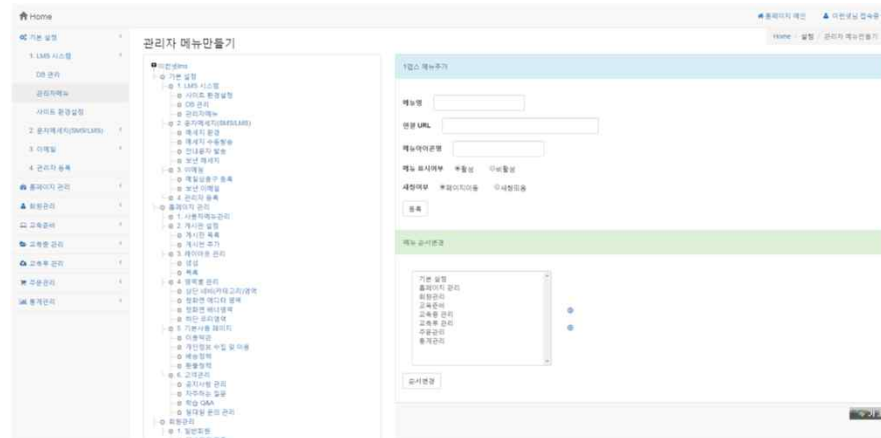 Home
홈페이지 메인
이런넷님 접속중
기본 설정
1. LMS 시스템
DB 관리
관리자메뉴
사이트 환경설정
2. 문자메세지(SMS/LMS)
3. 이메일
4. 관리자 등록
홈페이지 관리
회원관리
교육준비
교육중 관리
교육후 관리
주문관리
통계관리
관리자 메뉴만들기
Home 설정 / 관리자 메뉴만들기
기본 설정
1. LMS 시스템
사이트 환경설정
DB 관리
관리자메뉴
2. 문자메세지(SMS/LMS)
메세지 환경
메세지 수동발송
안내문자 발송
보낸 메세지
3. 이메일
메일상용구 등록
보낸 이메일
4. 관리자 등록
홈페이지 관리
1. 사용자메뉴관리
2. 게시판 설정
게시판 목록
게시판 추가
3. 레이아웃 관리
생성
목록
4. 영역별 관리
상단 네비(카테고리)영역
첫화면 에디터 영역
첫화면 배너영역
하단 로리영역
5. 기본사용 페이지
이용약관
개인정보 수집 및 이용
배송정책
환불정책
6. 고객관리
공지사항 관리
자주하는 질문
학습 Q&A
일대일 문의 관리
회원관리
1. 일반회원
1뎁스 메뉴추가
메뉴명
연결 URL
메뉴아이콘명
메뉴 표시여부 활성 비활성
새창여부 페이지이동 새창띄움
등록
메뉴 순서변경
기본 설정
홈페이지 관리
회원관리
교육준비
교육중 관리
교육후 관리
주문관리
통계관리
순서변경